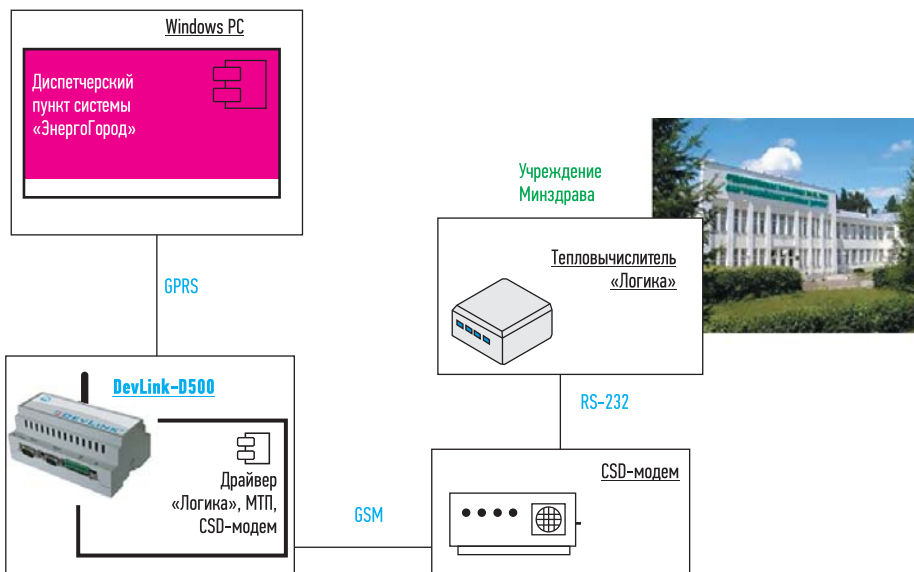 Windows PC
Диспетчерский
пункт системы
«ЭнергоГород»
Учреждение
Минздрава
Тепловычислитель
«Логика»
GPRS
DevLink-D500
DEVLINK
RS-232
Драйвер
«Логика», МТП,
CSD-модем
GSM
CSD-модем